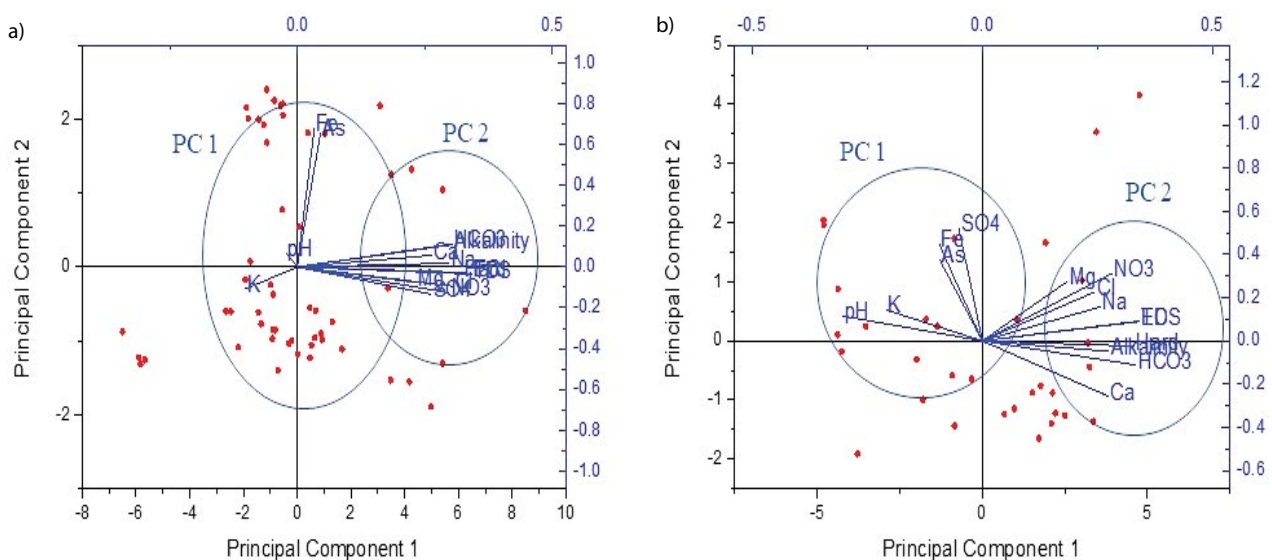 a)
0.0 0.5
Principal Component 2
2
0
-2
PC 1
PC 2
Fe
As
pH
K
HCO3
Alkalinity
Ca
Na
Mg
NO3
SO4
1.0
0.8
0.6
0.4
0.2
0.0
-0.2
-0.4
-0.6
-0.8
-1.0
-8 -6 -4 -2 0 2 4 6 8 10
Principal Component 1
b)
-0.5 0.0 0.5
Principal Component 2
5
4
3
2
1
0
-1
-2
PC 1
PC 2
SO4
Fe
As
K
pH
Mg
NO3
Cl
Na
TDS
Hard
Alkalinity
HCO3
Ca
1.2
1.0
0.8
0.6
0.4
0.2
0.0
-0.2
-0.4
-0.6
-5 0 5
Principal Component 1